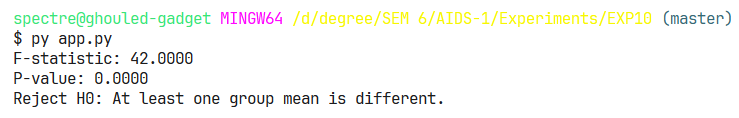 spectre@ghouled-gadget MINGW64 /d/degree/SEM 6/AIDS-1/Experiments/EXP10 (master)
$ py app.py
F-statistic: 42.0000
P-value: 0.0000
Reject H0: At least one group mean is different.